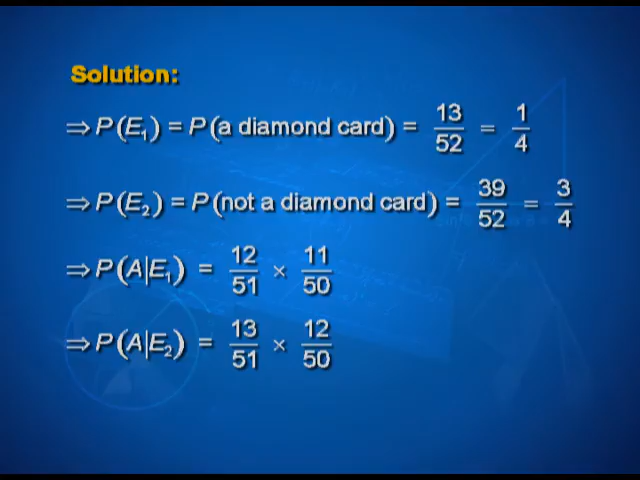 Solution:
⇒ P(E₁) = P(a diamond card) = 13/52 = 1/4
⇒ P(E₂) = P(not a diamond card) = 39/52 = 3/4
⇒ P(A|E₁) = 12/51 × 11/50
⇒ P(A|E₂) = 13/51 × 12/50